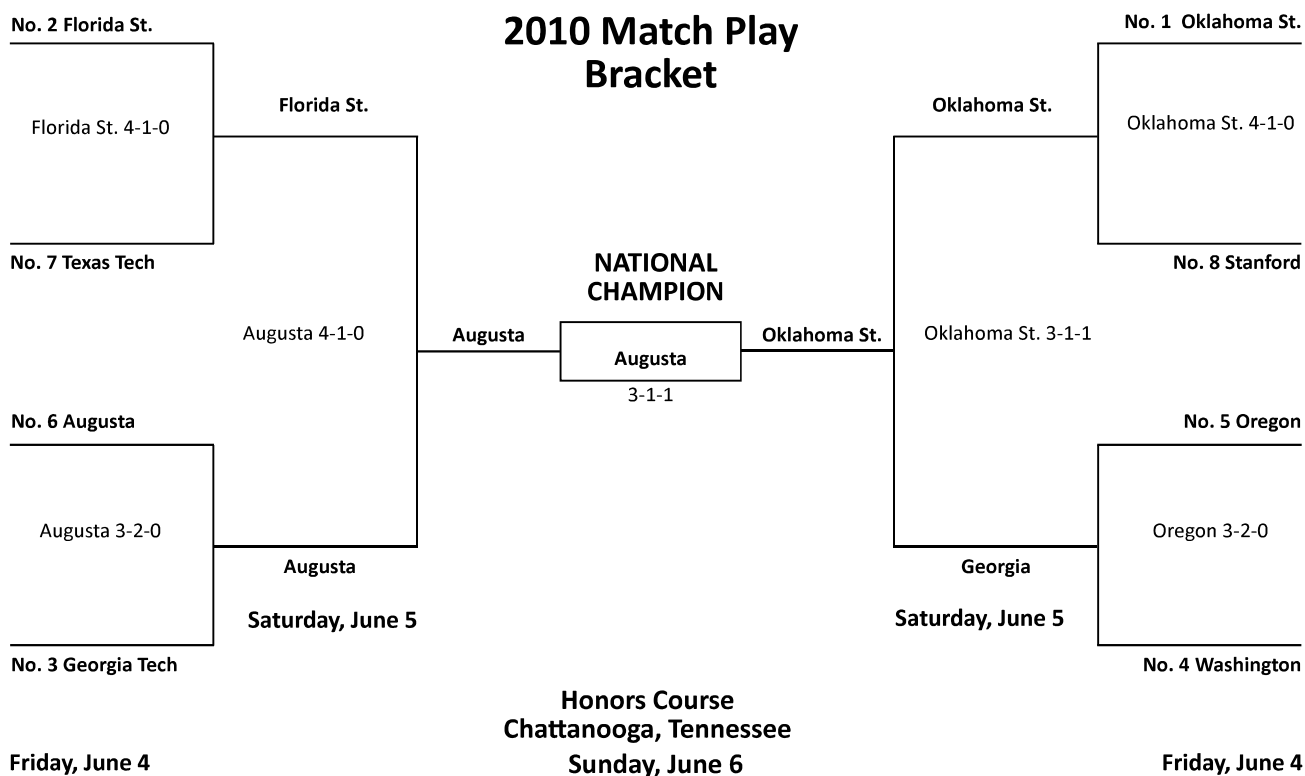 2010 Match Play
Bracket
No. 2 Florida St.
Florida St. 4-1-0
No. 7 Texas Tech
Florida St.
Augusta 4-1-0
No. 6 Augusta
Augusta 3-2-0
No. 3 Georgia Tech
Augusta
Saturday, June 5
Friday, June 4
Augusta
NATIONAL
CHAMPION
Augusta
3-1-1
Oklahoma St.
No. 1 Oklahoma St.
Oklahoma St. 4-1-0
No. 8 Stanford
Oklahoma St.
Oklahoma St. 3-1-1
No. 5 Oregon
Oregon 3-2-0
No. 4 Washington
Georgia
Saturday, June 5
Friday, June 4
Honors Course
Chattanooga, Tennessee
Sunday, June 6